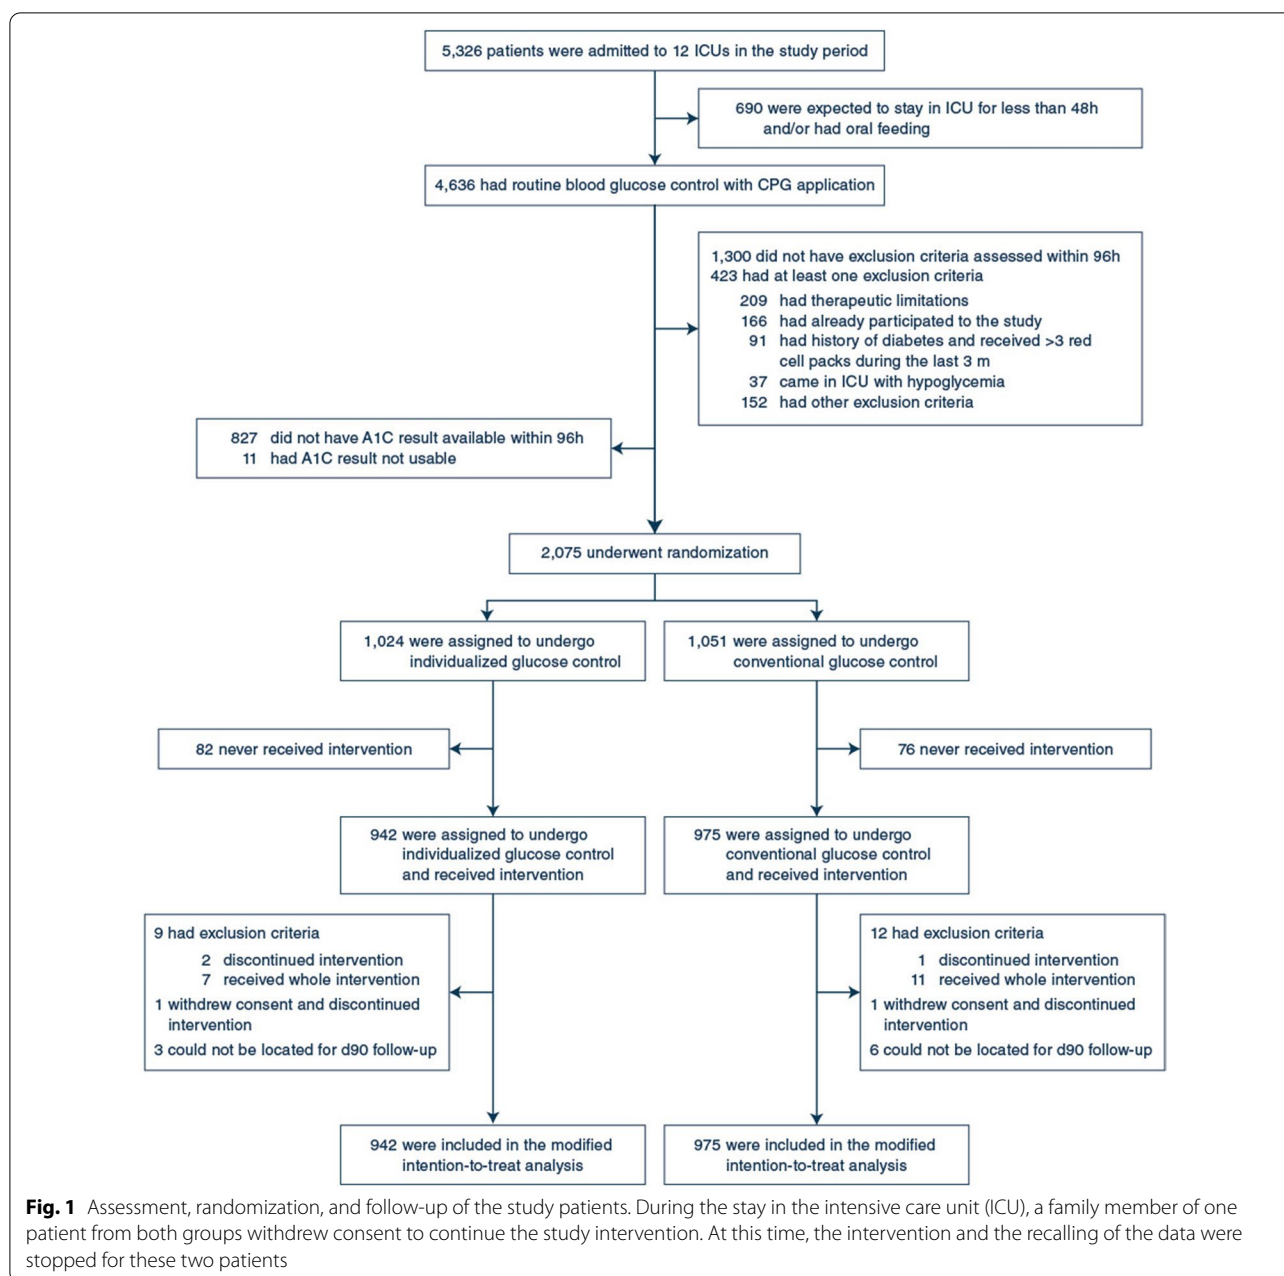 5,326 patients were admitted to 12 ICUs in the study period
690 were expected to stay in ICU for less than 48h
and/or had oral feeding
4,636 had routine blood glucose control with CPG application
1,300 did not have exclusion criteria assessed within 96h
423 had at least one exclusion criteria
209 had therapeutic limitations
166 had already participated to the study
91 had history of diabetes and received >3 red
cell packs during the last 3 m
37 came in ICU with hypoglycemia
152 had other exclusion criteria
827 did not have A1C result available within 96h
11 had A1C result not usable
2,075 underwent randomization
1,024 were assigned to undergo
individualized glucose control
1,051 were assigned to undergo
conventional glucose control
82 never received intervention
76 never received intervention
942 were assigned to undergo
individualized glucose control
and received intervention
975 were assigned to undergo
conventional glucose control
and received intervention
9 had exclusion criteria
2 discontinued intervention
7 received whole intervention
1 withdrew consent and discontinued
intervention
3 could not be located for d90 follow-up
12 had exclusion criteria
1 discontinued intervention
11 received whole intervention
1 withdrew consent and discontinued
intervention
6 could not be located for d90 follow-up
942 were included in the modified
intention-to-treat analysis
975 were included in the modified
intention-to-treat analysis
Fig. 1 Assessment, randomization, and follow-up of the study patients. During the stay in the intensive care unit (ICU), a family member of one
patient from both groups withdrew consent to continue the study intervention. At this time, the intervention and the recalling of the data were
stopped for these two patients